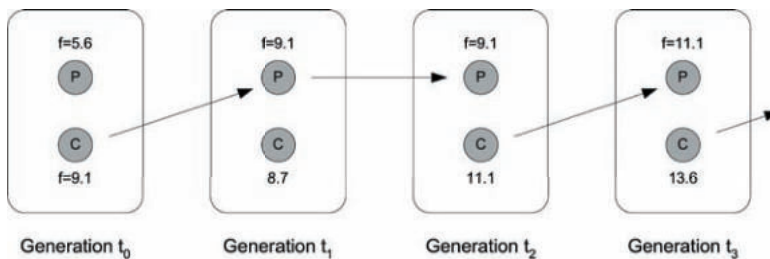 f=5.6
P
C
f=9.1
Generation t0
f=9.1
P
C
8.7
Generation t1
f=9.1
P
C
11.1
Generation t2
f=11.1
P
C
13.6
Generation t3